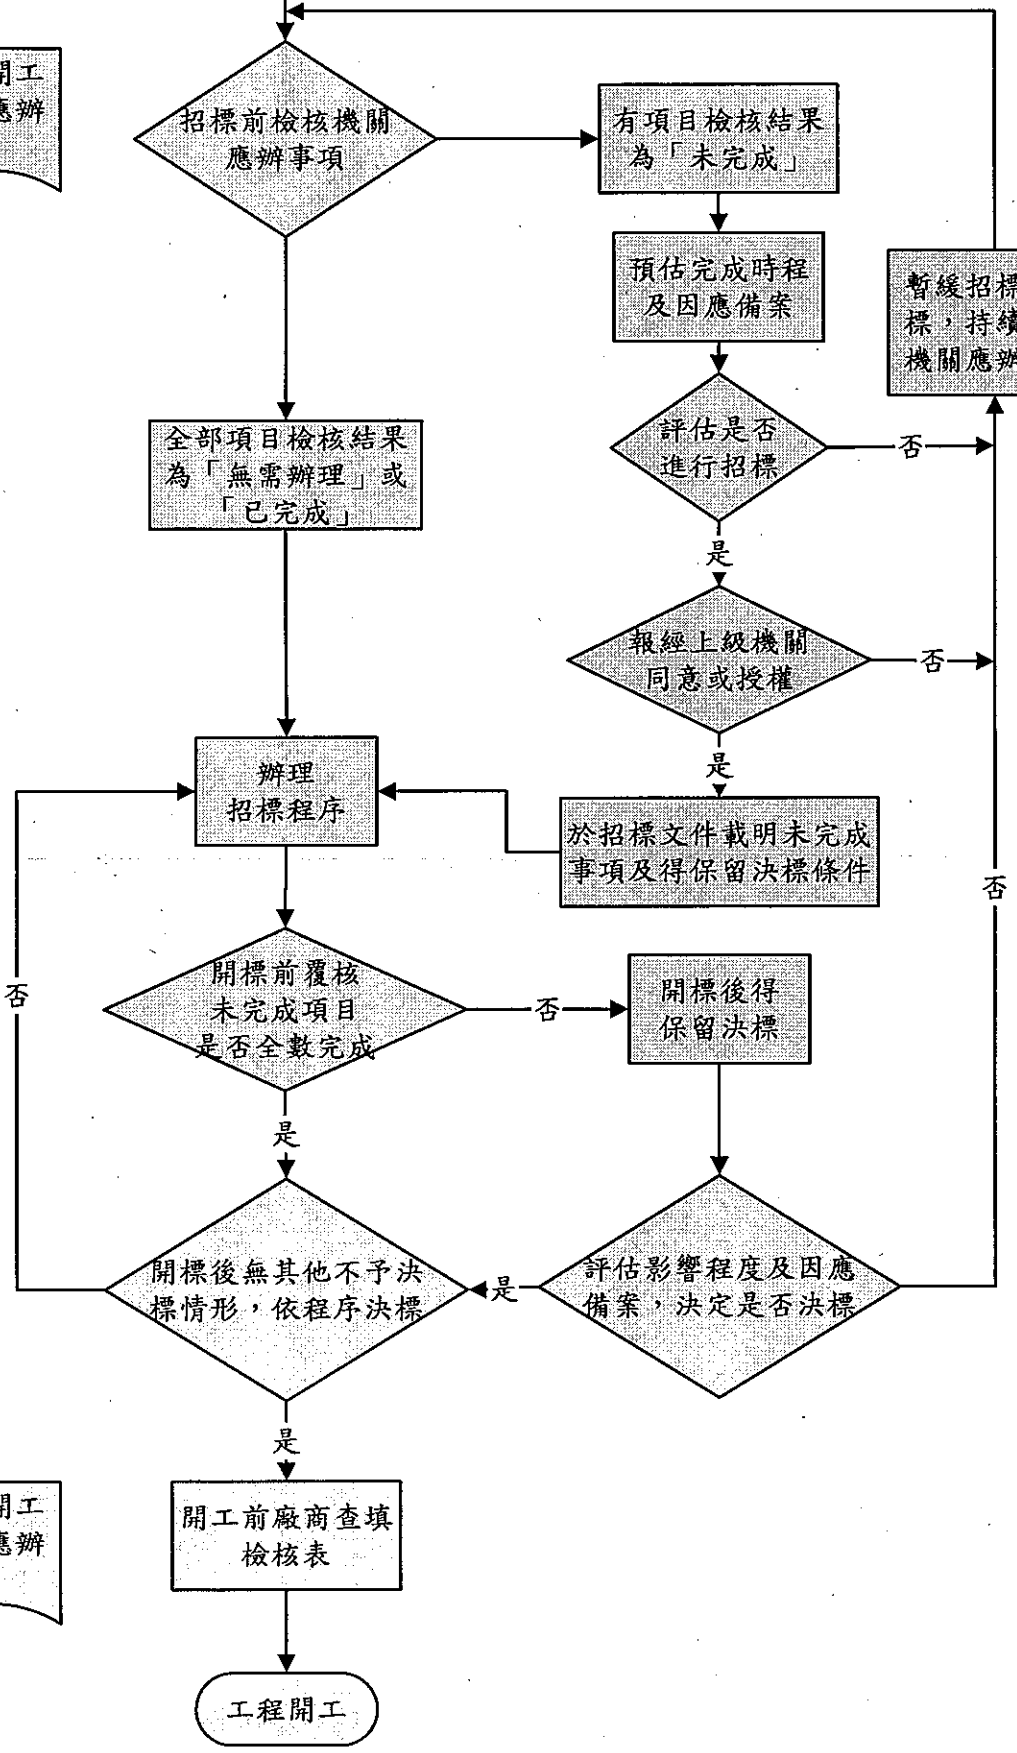 開工
應辦
招標前檢核機關
應辦事項
有項目檢核結果
為「未完成」
預估完成時程
及因應備案
暫緩招標
標，持續
機關應辦
評估是否
進行招標
否
全部項目檢核結果
為「無需辦理」或
「已完成」
是
報經上級機關
同意或授權
否
是
辦理
招標程序
於招標文件載明未完成
事項及得保留決標條件
否
否
開標前覆核
未完成項目
是否全數完成
否
開標後得
保留決標
是
開標後無其他不予決
標情形，依程序決標
是
評估影響程度及因應
備案，決定是否決標
是
開工
應辦
開工前廠商查填
檢核表
工程開工